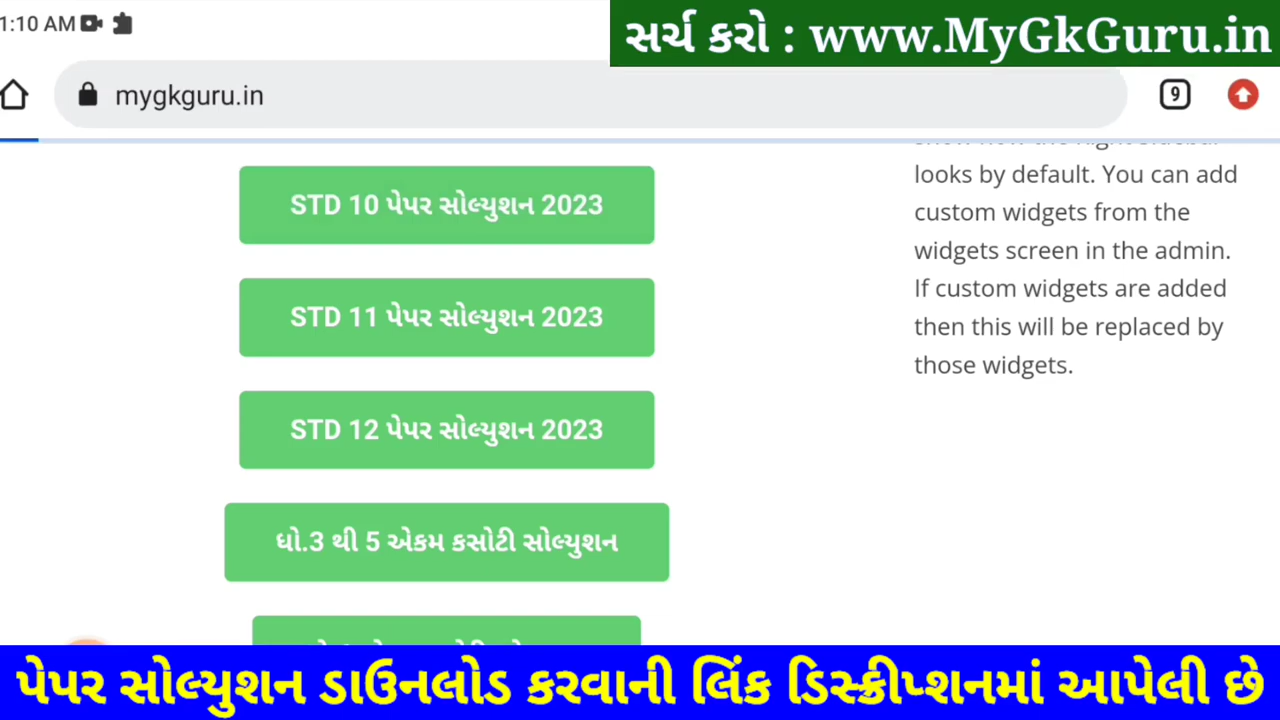 1:10 AM
સર્ચ કરો : www.MyGkGuru.in
mygkguru.in
9
looks by default. You can add
custom widgets from the
widgets screen in the admin.
If custom widgets are added
then this will be replaced by
those widgets.
STD 10 પેપર સોલ્યુશન 2023
STD 11 પેપર સોલ્યુશન 2023
STD 12 પેપર સોલ્યુશન 2023
ધો.3 થી 5 એકમ કસોટી સોલ્યુશન
પેપર સોલ્યુશન ડાઉનલોડ કરવાની લિંક ડિસ્ક્રીપ્શનમાં આપેલી છે